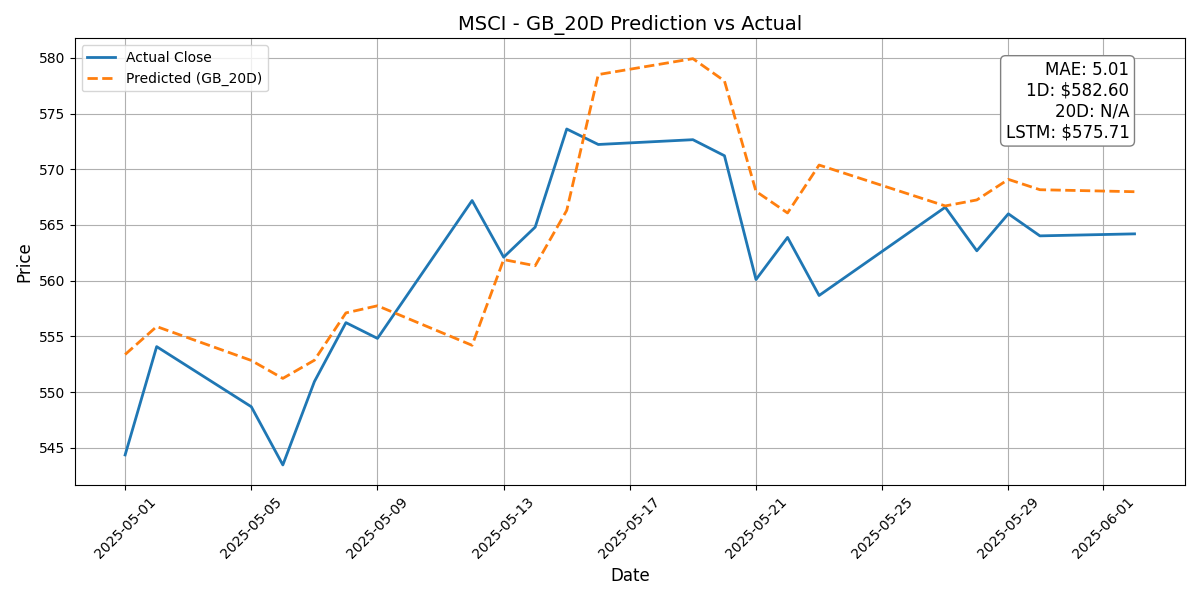 MSCI - GB_20D Prediction vs Actual
Actual Close
Predicted (GB_20D)
MAE: 5.01
1D: $582.60
20D: N/A
LSTM: $575.71
Price
580
575
570
565
560
555
550
545
2025-05-01
2025-05-05
2025-05-09
2025-05-13
2025-05-17
2025-05-21
2025-05-25
2025-05-29
2025-06-01
Date